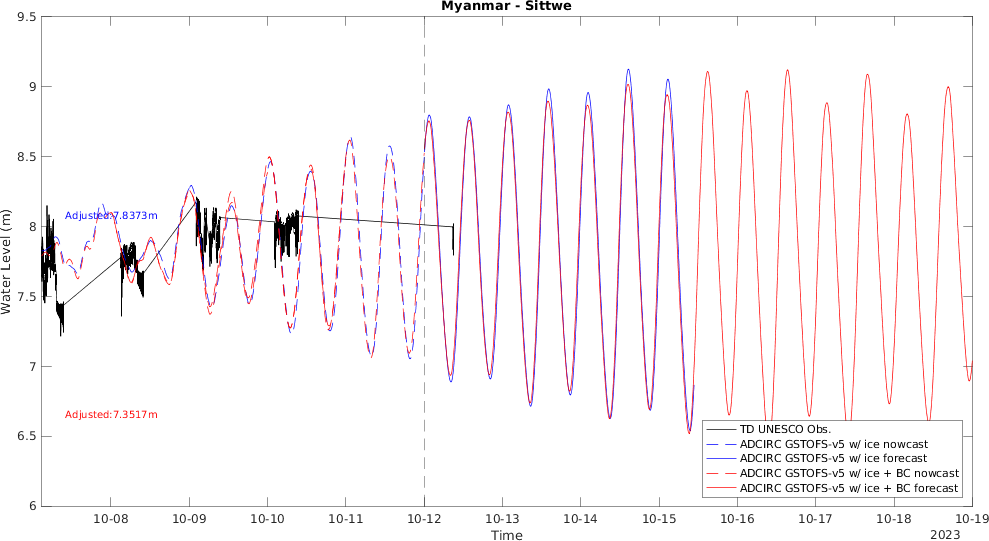 Myanmar - Sittwe
9.5
9
8.5
8
7.5
7
6.5
6
Water Level (m)
Adjusted:7.8373m
Adjusted:7.3517m
TD UNESCO Obs.
ADCIRC GSTOFS-v5 w/ ice nowcast
ADCIRC GSTOFS-v5 w/ ice forecast
ADCIRC GSTOFS-v5 w/ ice + BC nowcast
ADCIRC GSTOFS-v5 w/ ice + BC forecast
10-08 10-09 10-10 10-11 10-12 10-13 10-14 10-15 10-16 10-17 10-18 10-19
Time
2023